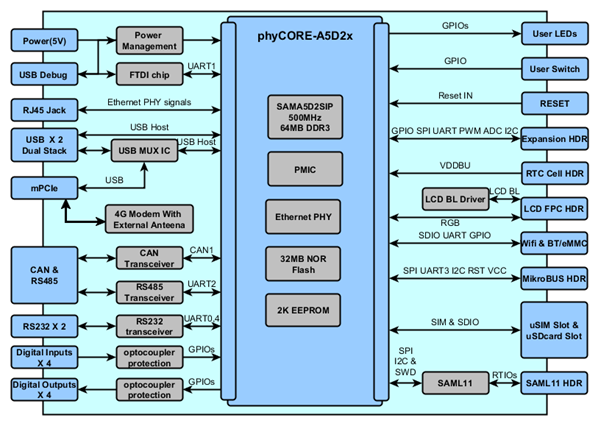 phyCORE-A5D2x
Power(5V)
Power
Management
USB Debug
FTDI chip
UART1
RJ45 Jack
Ethernet PHY signals
USB X 2
Dual Stack
USB Host
USB MUX IC
USB Host
mPCIe
USB
4G Modem With
External Anteena
CAN &
RS485
CAN
Transceiver
CAN1
RS485
Transceiver
UART2
RS232 X 2
RS232
transceiver
UART0,4
Digital Inputs
X 4
optocoupler
protection
GPIOs
Digital Outputs
X 4
optocoupler
protection
GPIOs
SAMA5D2SIP
500MHz
64MB DDR3
PMIC
Ethernet PHY
32MB NOR
Flash
2K EEPROM
GPIOs
User LEDs
GPIO
User Switch
Reset IN
RESET
GPIO SPI UART PWM ADC I2C
Expansion HDR
VDDBU
RTC Cell HDR
LCD BL Driver
LCD BL
LCD FPC HDR
RGB
SDIO UART GPIO
Wifi & BT/eMMC
SPI UART3 I2C RST VCC
MikroBUS HDR
SIM & SDIO
uSIM Slot &
uSDcard Slot
SPI
I2C &
SWD
SAML11
RTIOs
SAML11 HDR